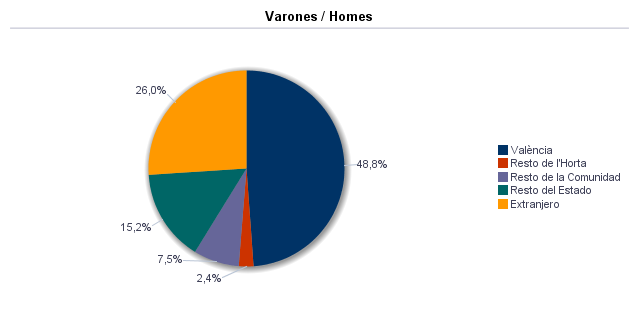 Varones / Homes
26,0%
48,8%
15,2%
7,5%
2,4%
València
Resto de l'Horta
Resto de la Comunidad
Resto del Estado
Extranjero